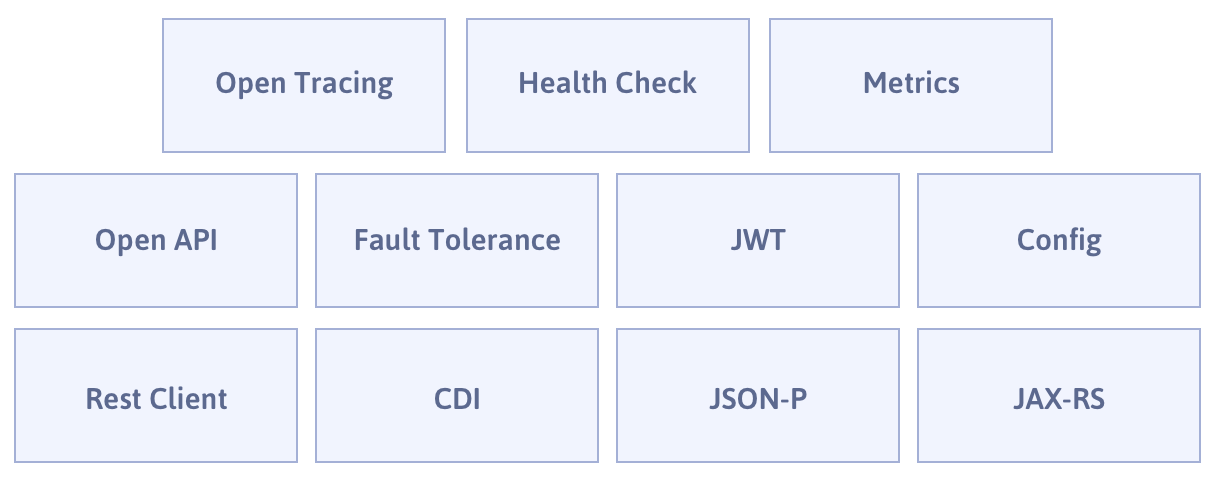 Open Tracing
Health Check
Metrics
Open API
Fault Tolerance
JWT
Config
Rest Client
CDI
JSON-P
JAX-RS